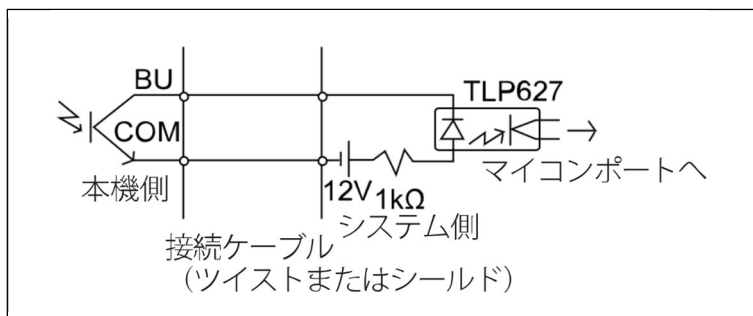 BU
TLP627
COM
マイコンポートへ
本機側
12V 1kΩ
システム側
接続ケーブル
(ツイストまたはシールド)